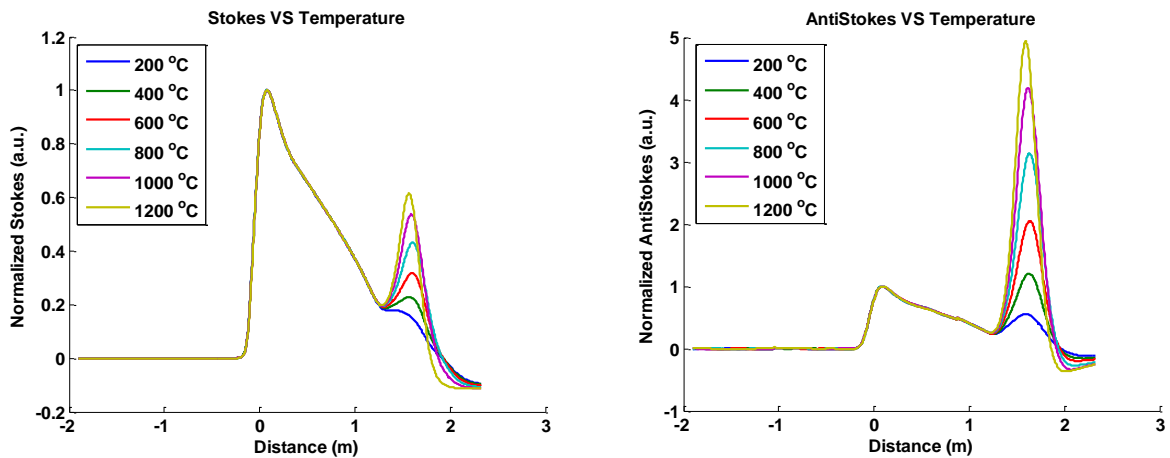 Stokes VS Temperature
1.2
1
0.8
0.6
0.4
0.2
0
-0.2
Normalized Stokes (a.u.)
200 °C
400 °C
600 °C
800 °C
1000 °C
1200 °C
-2 -1 0 1 2 3
Distance (m)
AntiStokes VS Temperature
5
4
3
2
1
0
-1
Normalized AntiStokes (a.u.)
200 °C
400 °C
600 °C
800 °C
1000 °C
1200 °C
-2 -1 0 1 2 3
Distance (m)